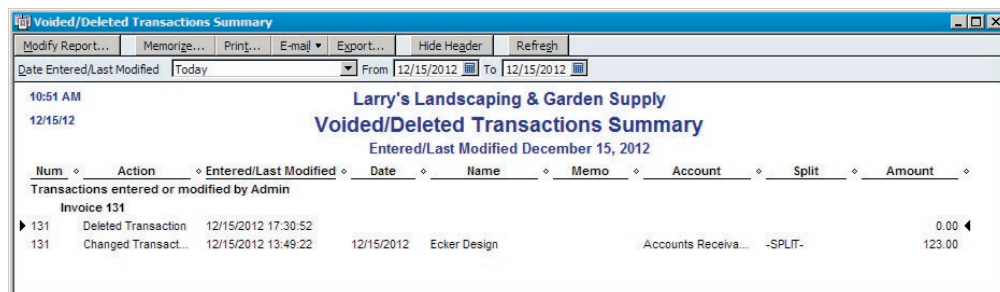 Voided/Deleted Transactions Summary
Modify Report... Memorize... Print... E-mail Export... Hide Header Refresh
Date Entered/Last Modified Today From 12/15/2012 To 12/15/2012
10:51 AM Larry's Landscaping & Garden Supply
12/15/12 Voided/Deleted Transactions Summary
Entered/Last Modified December 15, 2012
Num Action Entered/Last Modified Date Name Memo Account Split Amount
Transactions entered or modified by Admin
Invoice 131
131 Deleted Transaction 12/15/2012 17:30:52 0.00
131 Changed Transact... 12/15/2012 13:49:22 12/15/2012 Ecker Design Accounts Receiva... -SPLIT- 123.00